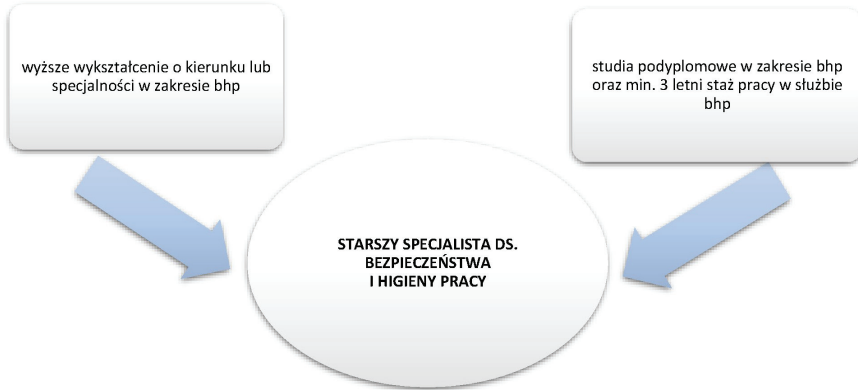 wyższe wykształcenie o kierunku lub
specjalności w zakresie bhp
studia podyplomowe w zakresie bhp
oraz min. 3 letni staż pracy w służbie
bhp
STARSZY SPECJALISTA DS.
BEZPIECZEŃSTWA
I HIGIENY PRACY